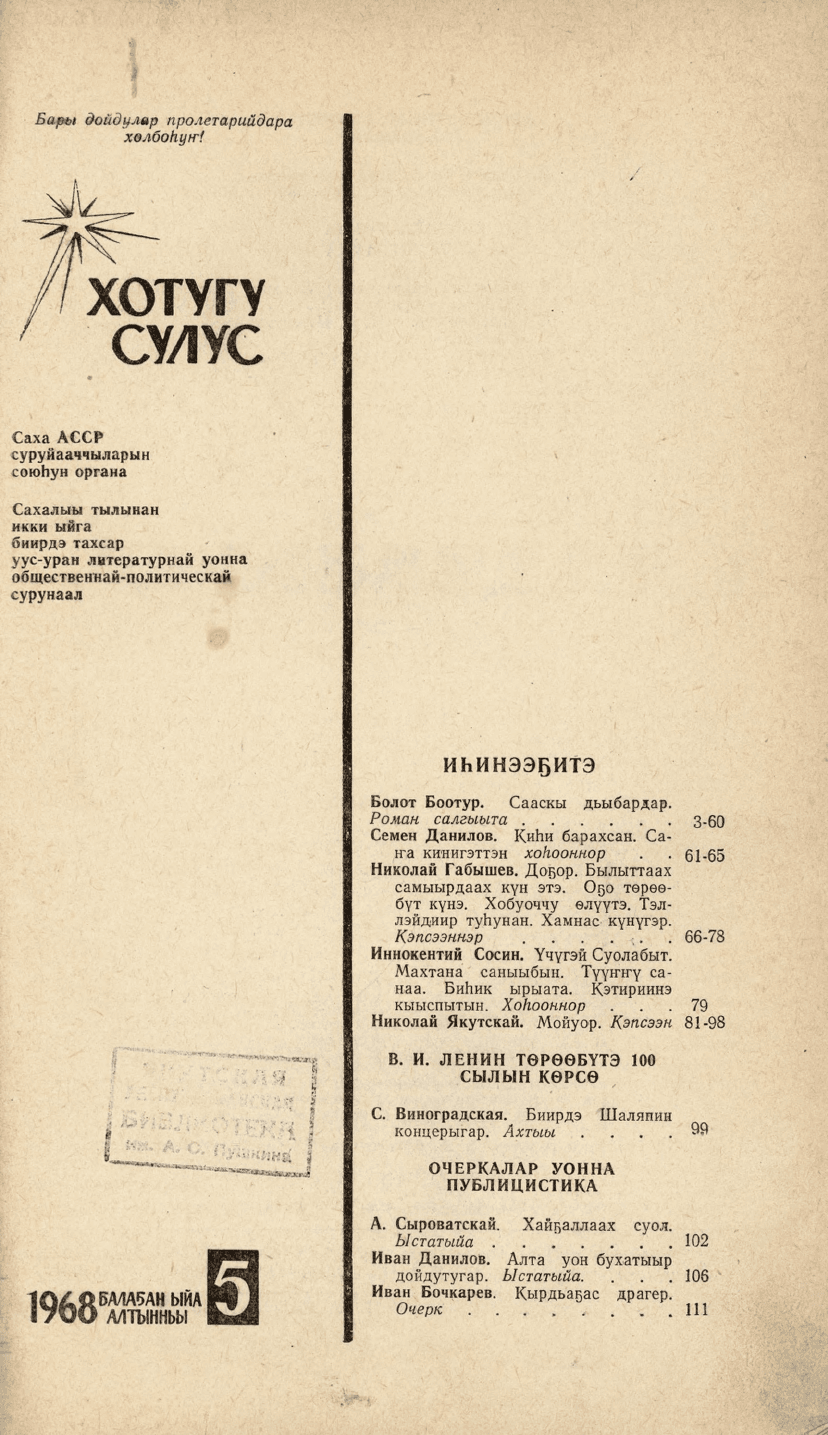 Бары дойдулар пролетарийдара
холбоһуҥ!
ХОТУГУ
СУЛУС
Саха АССР
суруйааччыларын
союһун органа
Сахалыы тылынан
икки ыйга
биирдэ тахсар
уус-уран литературнай уонна
общественнай-политическай
сурунаал
БИБЛИОТЕКА
им. А. С. Пушкина
1968 БАЛАҔАН ЫЙА
АЛТЫННЬЫ
5
ИҺИНЭЭҔИТЭ
Болот Боотур. Сааскы дьыбардар.
Роман салгыыта . . . . . . 3-60
Семен Данилов. Киһи барахсан. Са-
ҥа кинигэттэн хоһооннор . . 61-65
Николай Габышев. Доҕор. Былыттаах
самыырдаах күн этэ. Оҕо төрөө-
бүт күнэ. Хобуоччу өлүүтэ. Тэл-
лэйдиир туһунан. Хамнас күнүгэр.
Кэпсээннэр . . . . . . 66-78
Иннокентий Сосин. Үчүгэй Суолабыт.
Махтана саныыбын. Түүҥҥү са-
наа. Биһик ырыата. Кэтириинэ
кыыспытын. Хоһооннор . . . 79
Николай Якутскай. Мойуор. Кэпсээн 81-98
В. И. ЛЕНИН ТӨРӨӨБҮТЭ 100
СЫЛЫН КӨРСӨ
С. Виноградская. Биирдэ Шаляпин
концерыгар. Ахтыы . . . . 99
ОЧЕРКАЛАР УОННА
ПУБЛИЦИСТИКА
А. Сыроватскай. Хайҕаллаах суол.
Ыстатыйа . . . . . . . 102
Иван Данилов. Алта уон бухатыыр
дойдутугар. Ыстатыйа. . . . 106
Иван Бочкарев. Кырдьаҕас драгер.
Очерк . . . . . . . . 111